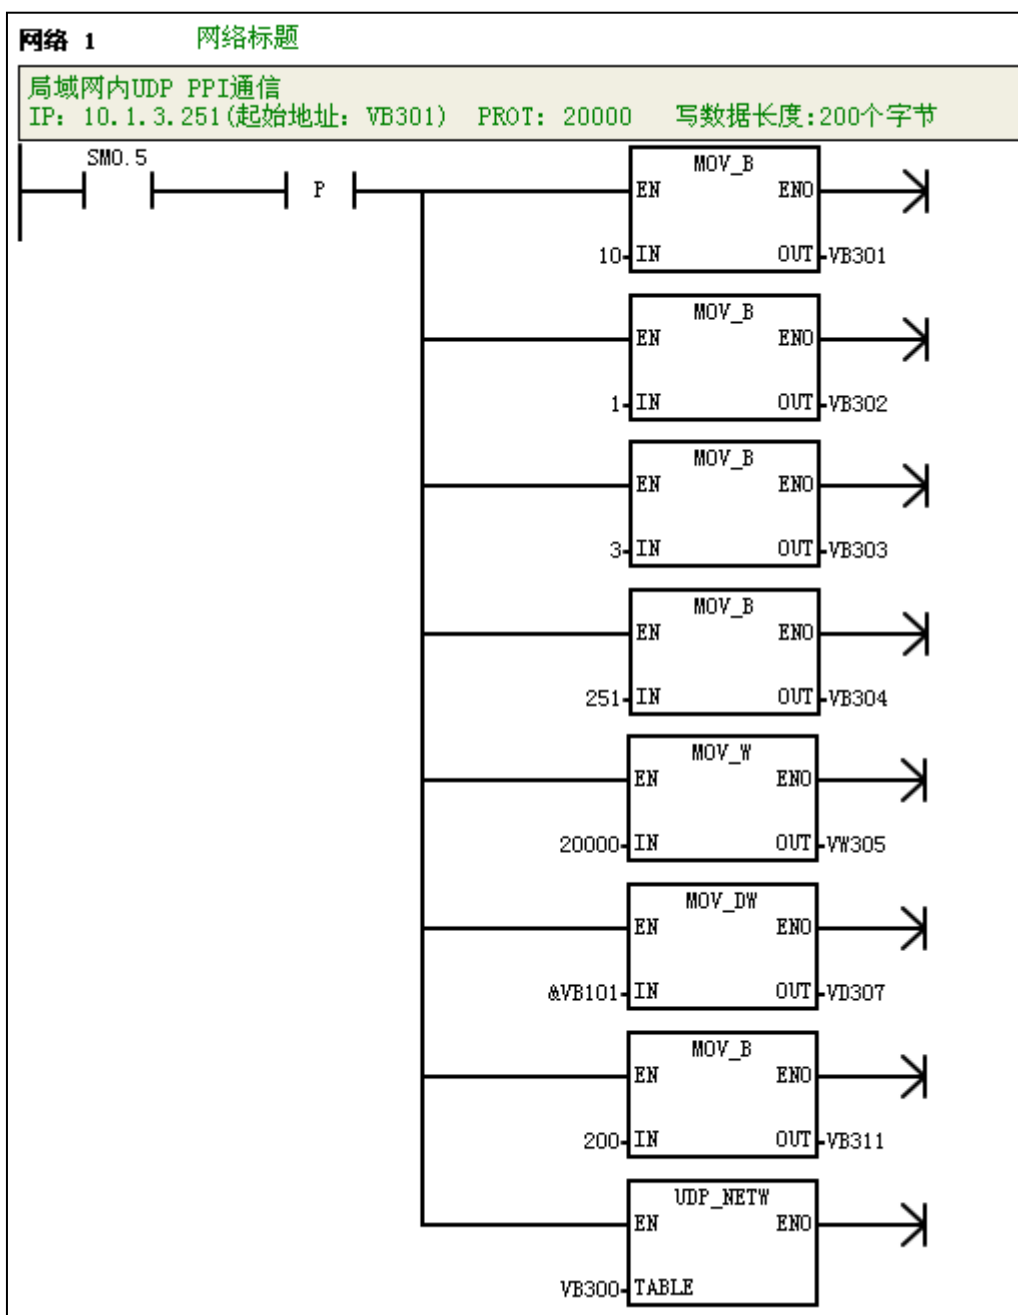 网络 1 网络标题
局域网内UDP PPI通信
IP: 10.1.3.251(起始地址: VB301) PROT: 20000 写数据长度:200个字节
SM0.5
P
MOV_B
EN ENO
10 IN OUT VB301
MOV_B
EN ENO
1 IN OUT VB302
MOV_B
EN ENO
3 IN OUT VB303
MOV_B
EN ENO
251 IN OUT VB304
MOV_W
EN ENO
20000 IN OUT VW305
MOV_DW
EN ENO
&VB101 IN OUT VD307
MOV_B
EN ENO
200 IN OUT VB311
UDP_NETW
EN ENO
VB300 TABLE